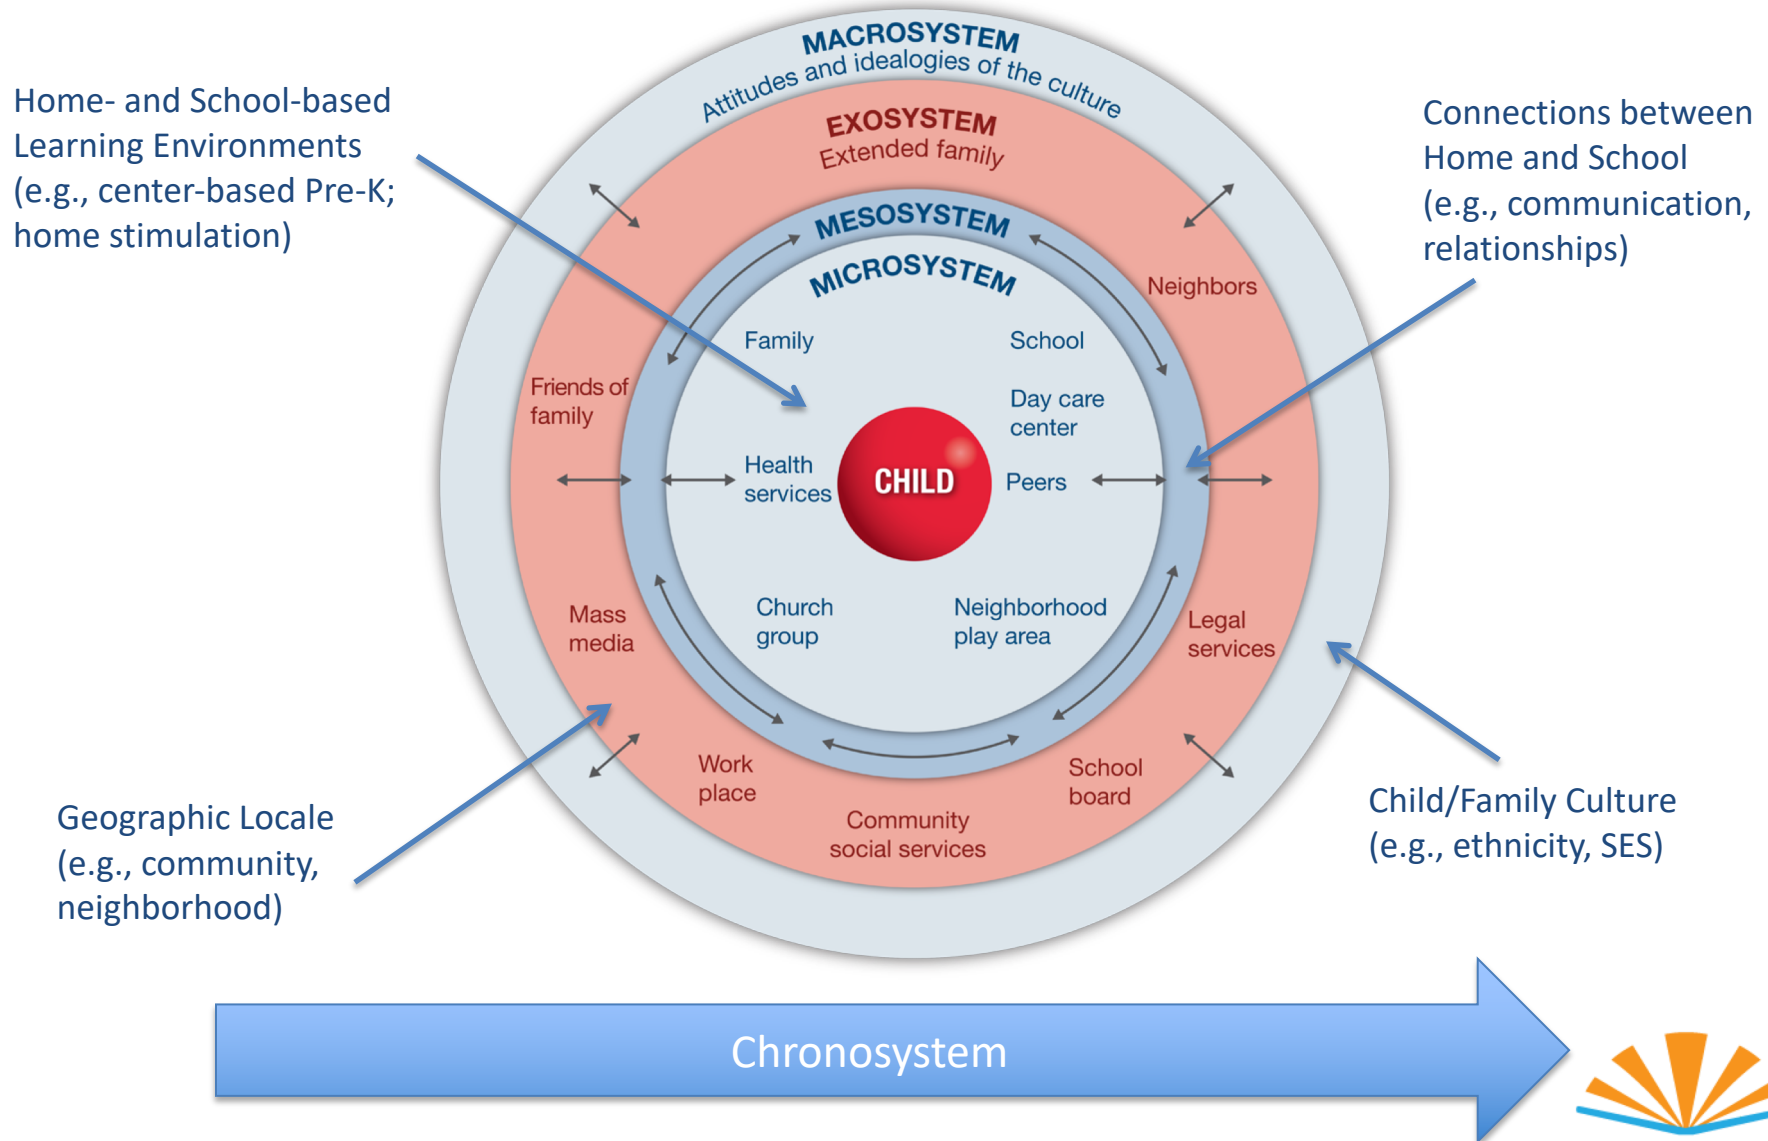 MACROSYSTEM
Attitudes and idealogies of the culture
EXOSYSTEM
Extended family
MESOSYSTEM
MICROSYSTEM
Home- and School-based
Learning Environments
(e.g., center-based Pre-K;
home stimulation)
Connections between
Home and School
(e.g., communication,
relationships)
Neighbors
Family
School
Friends of
family
Day care
center
Health
services
CHILD
Peers
Church
group
Neighborhood
play area
Mass
media
Legal
services
Work
place
School
board
Community
social services
Geographic Locale
(e.g., community,
neighborhood)
Child/Family Culture
(e.g., ethnicity, SES)
Chronosystem